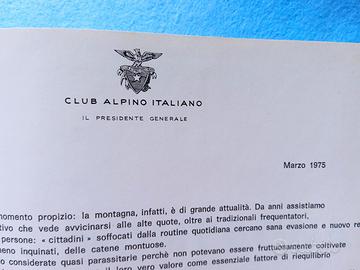 CLUB ALPINO ITALIANO
IL PRESIDENTE GENERALE
Marzo 1975
momento propizio: la montagna, infatti, è di grande attualità. Da anni assistiamo
tivo che vede avvicinarsi alle alte quote, oltre ai tradizionali frequentatori,
persone: « cittadini » soffocati dalla routine quotidiana cercano sana evasione e nuovo
meno inquinati, delle catene montuose.
o considerate quasi parassitarie perchè non potevano essere fruttuosamente coltivate
il loro vero valore come essenziale fattore di riequilibrio